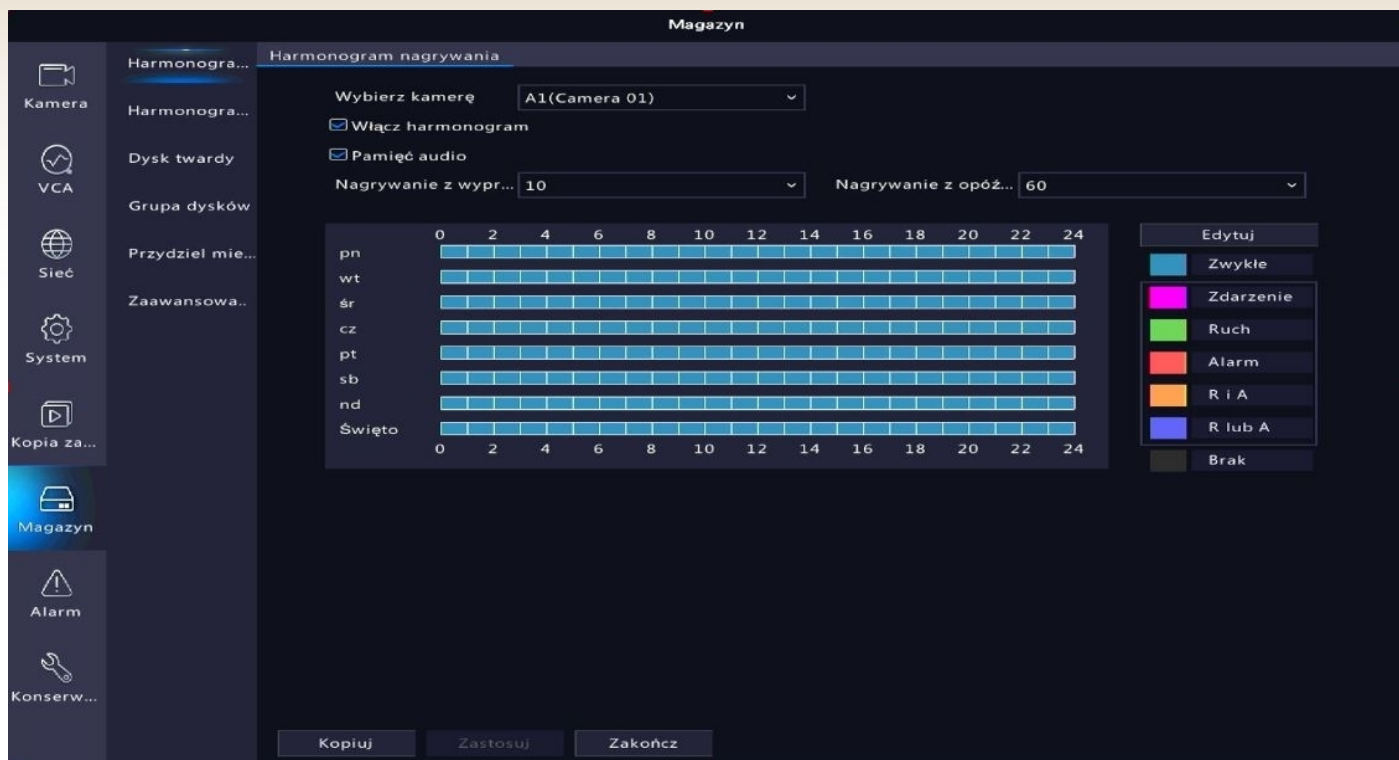 Magazyn
Kamera
VCA
Sieć
System
Kopia za...
Magazyn
Alarm
Konserw...
Harmonogra...
Harmonogra...
Dysk twardy
Grupa dysków
Przydziel mie...
Zaawansowa..
Harmonogram nagrywania
Wybierz kamerę A1(Camera 01)
Włącz harmonogram
Pamięć audio
Nagrywanie z wypr... 10 Nagrywanie z opóź... 60
0 2 4 6 8 10 12 14 16 18 20 22 24
pn
wt
śr
cz
pt
sb
nd
Święto
0 2 4 6 8 10 12 14 16 18 20 22 24
Edytuj
Zwykłe
Zdarzenie
Ruch
Alarm
R i A
R lub A
Brak
Kopiuj Zastosuj Zakończ